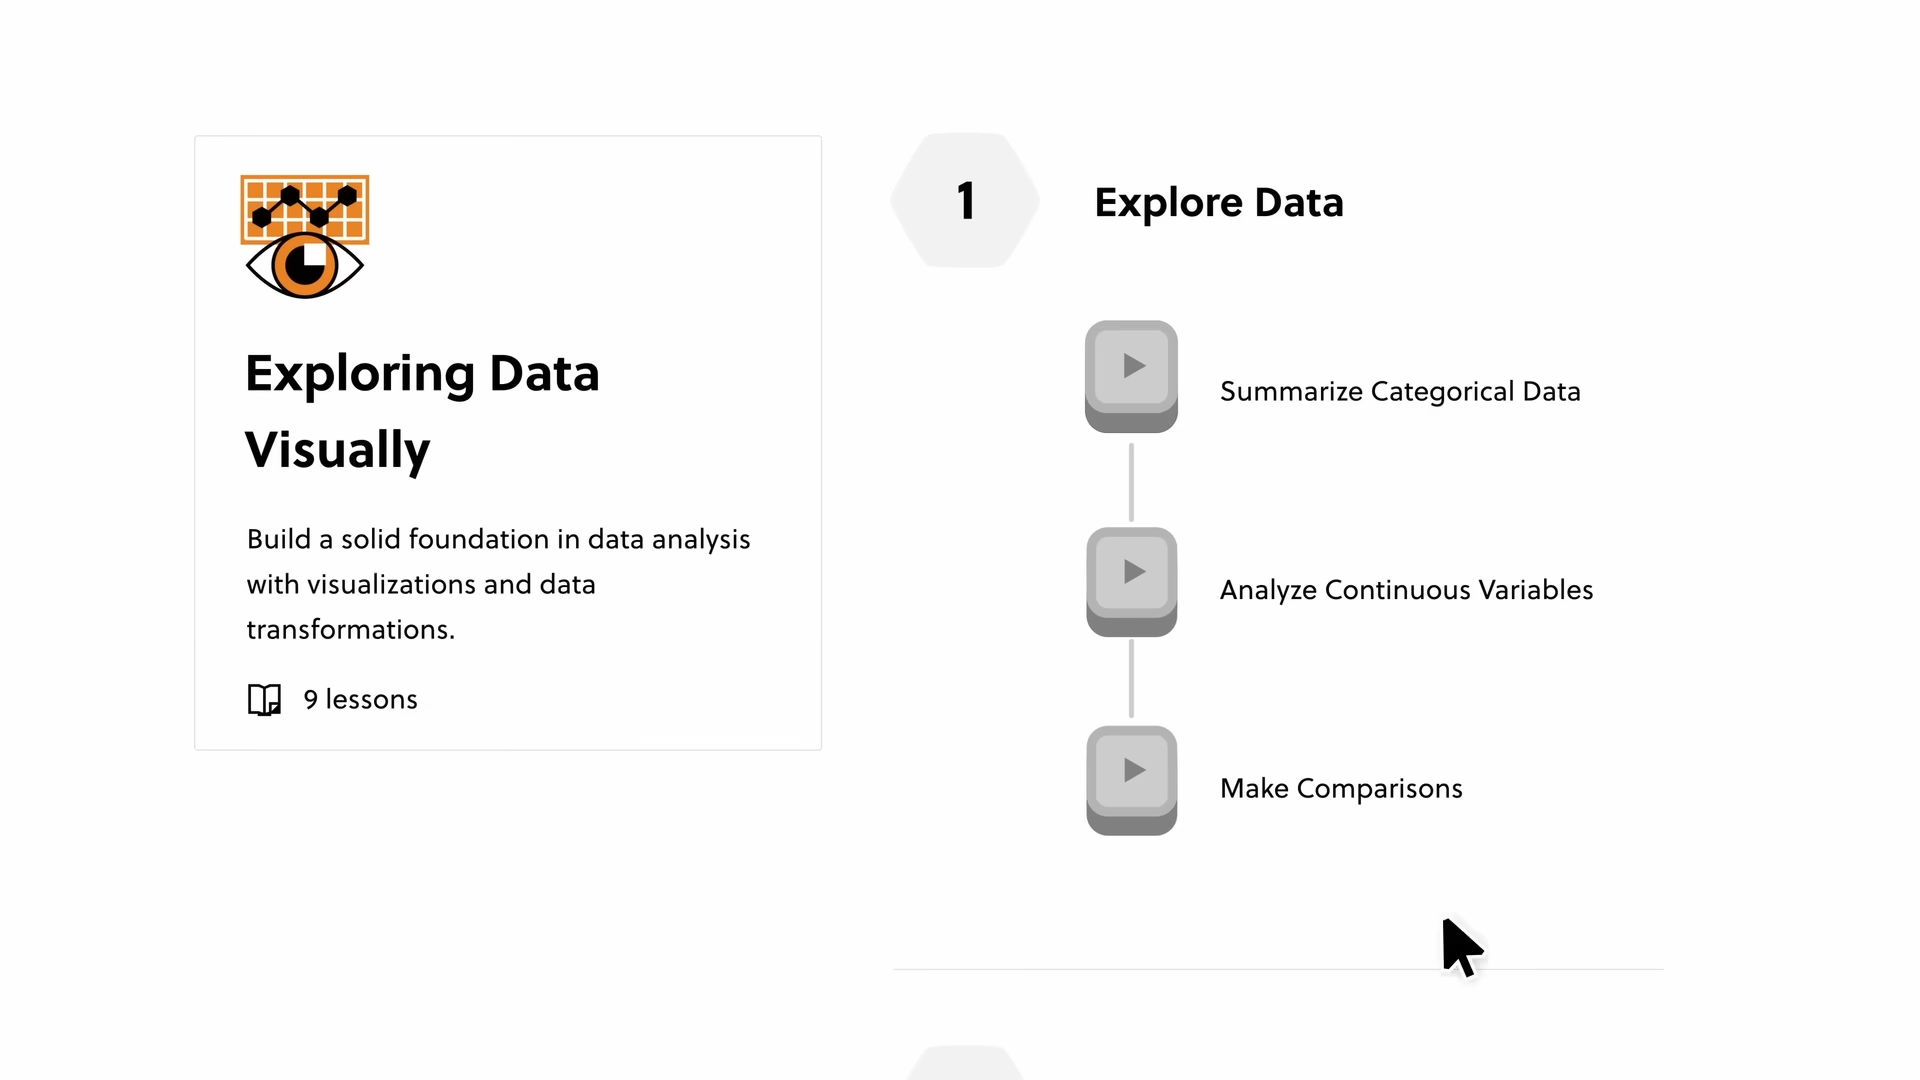 Exploring Data
Visually
Build a solid foundation in data analysis
with visualizations and data
transformations.
9 lessons
1
Explore Data
Summarize Categorical Data
Analyze Continuous Variables
Make Comparisons